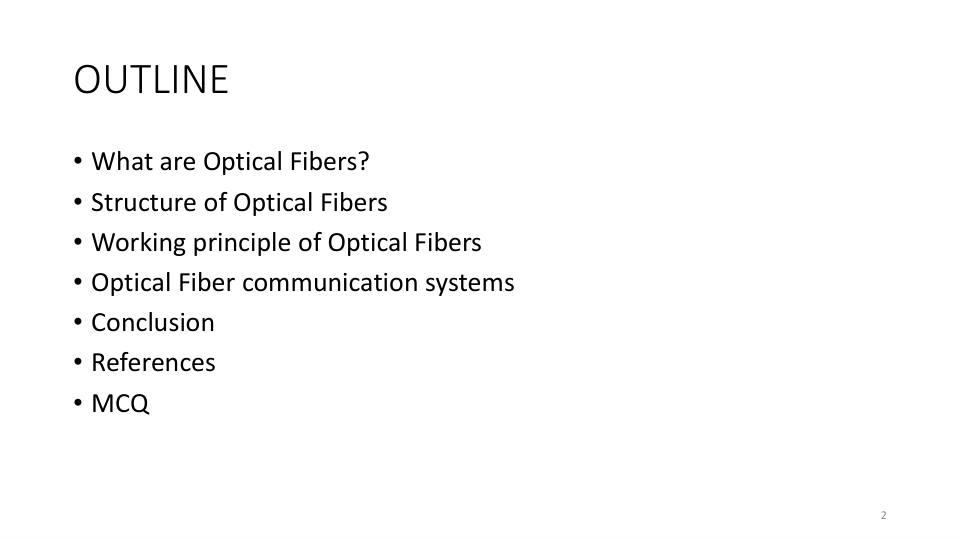 OUTLINE
• What are Optical Fibers?
• Structure of Optical Fibers
• Working principle of Optical Fibers
• Optical Fiber communication systems
• Conclusion
• References
• MCQ
2